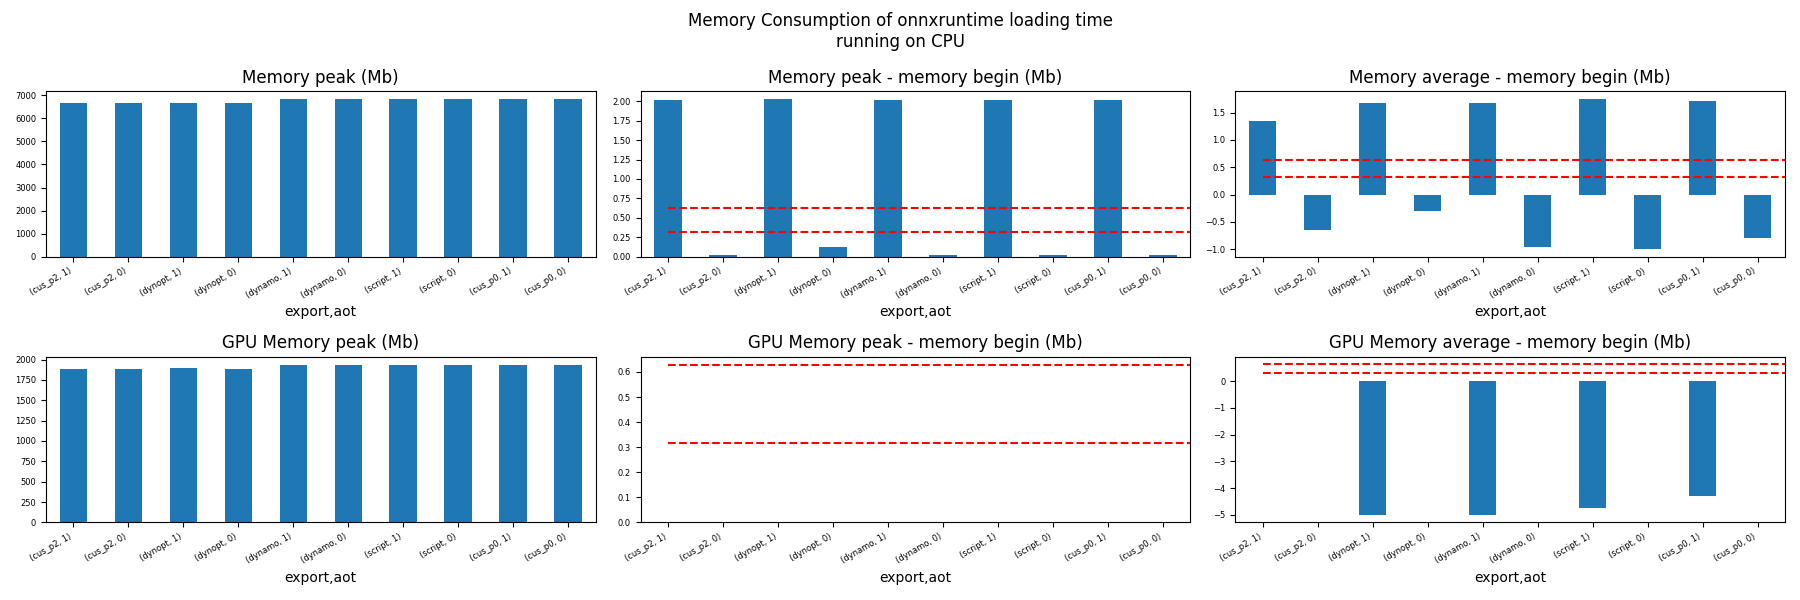 Memory Consumption of onnxruntime loading time
running on CPU
Memory peak (Mb)
7000
6000
5000
4000
3000
2000
1000
0
(cus_p2, 1)
(cus_p2, 0)
(dynopt, 1)
(dynopt, 0)
(dynamo, 1)
(dynamo, 0)
(script, 1)
(script, 0)
(cus_p0, 1)
(cus_p0, 0)
export,aot
Memory peak - memory begin (Mb)
2.00
1.75
1.50
1.25
1.00
0.75
0.50
0.25
0.00
(cus_p2, 1)
(cus_p2, 0)
(dynopt, 1)
(dynopt, 0)
(dynamo, 1)
(dynamo, 0)
(script, 1)
(script, 0)
(cus_p0, 1)
(cus_p0, 0)
export,aot
Memory average - memory begin (Mb)
1.5
1.0
0.5
0.0
−0.5
−1.0
(cus_p2, 1)
(cus_p2, 0)
(dynopt, 1)
(dynopt, 0)
(dynamo, 1)
(dynamo, 0)
(script, 1)
(script, 0)
(cus_p0, 1)
(cus_p0, 0)
export,aot
GPU Memory peak (Mb)
2000
1750
1500
1250
1000
750
500
250
0
(cus_p2, 1)
(cus_p2, 0)
(dynopt, 1)
(dynopt, 0)
(dynamo, 1)
(dynamo, 0)
(script, 1)
(script, 0)
(cus_p0, 1)
(cus_p0, 0)
export,aot
GPU Memory peak - memory begin (Mb)
0.6
0.5
0.4
0.3
0.2
0.1
0.0
(cus_p2, 1)
(cus_p2, 0)
(dynopt, 1)
(dynopt, 0)
(dynamo, 1)
(dynamo, 0)
(script, 1)
(script, 0)
(cus_p0, 1)
(cus_p0, 0)
export,aot
GPU Memory average - memory begin (Mb)
0
−1
−2
−3
−4
−5
(cus_p2, 1)
(cus_p2, 0)
(dynopt, 1)
(dynopt, 0)
(dynamo, 1)
(dynamo, 0)
(script, 1)
(script, 0)
(cus_p0, 1)
(cus_p0, 0)
export,aot